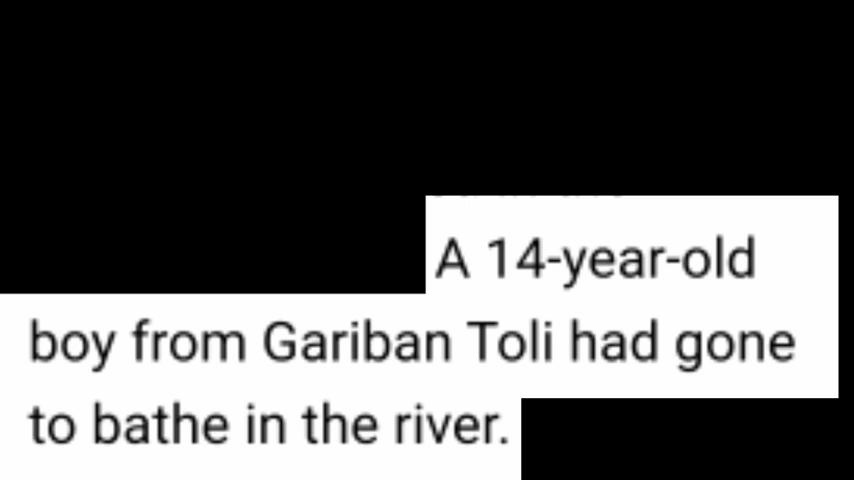 A 14-year-old
boy from Gariban Toli had gone
to bathe in the river.